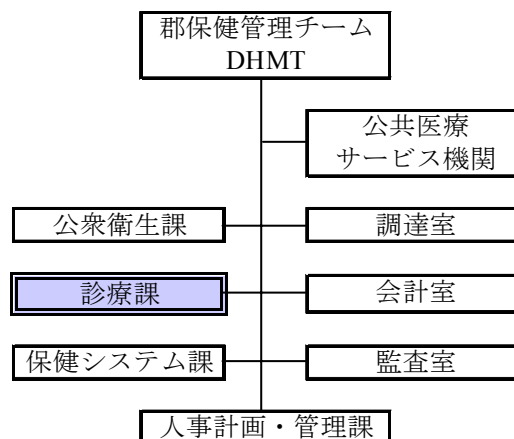 郡保健管理チーム
DHMT
公共医療
サービス機関
公衆衛生課
調達室
診療課
会計室
保健システム課
監査室
人事計画・管理課